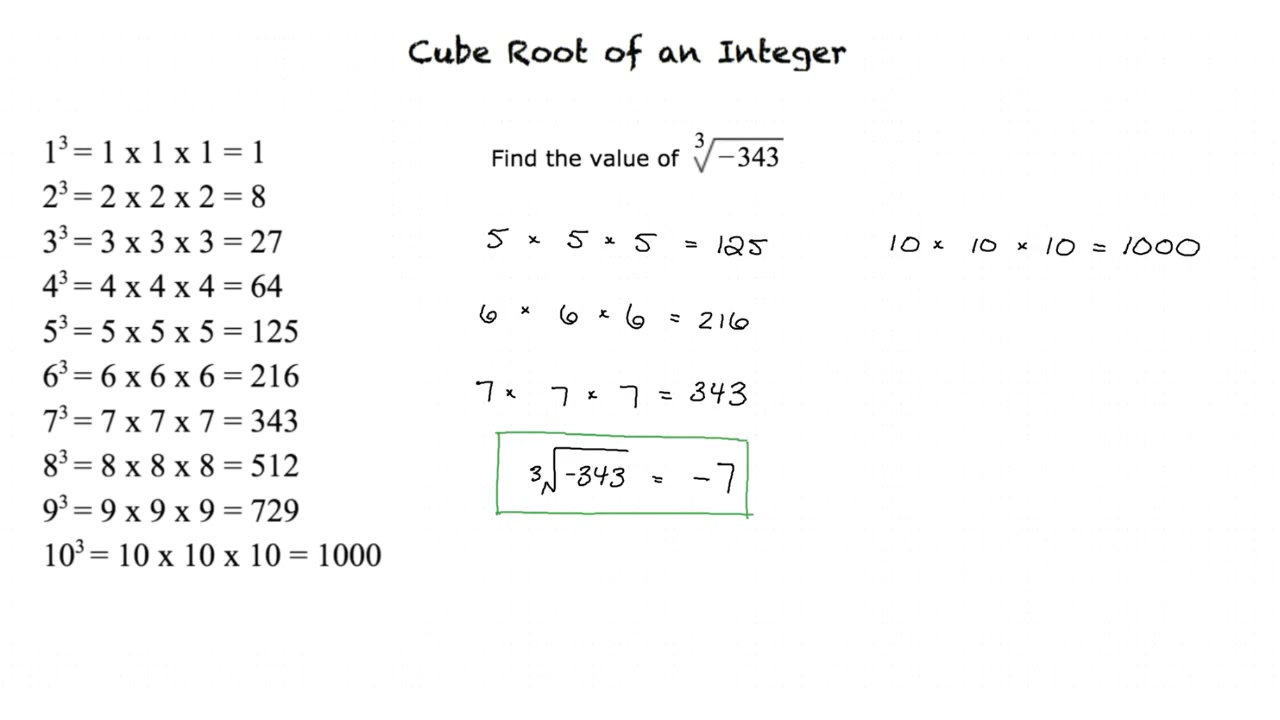 Cube Root of an Integer
1³ = 1 x 1 x 1 = 1
2³ = 2 x 2 x 2 = 8
3³ = 3 x 3 x 3 = 27
4³ = 4 x 4 x 4 = 64
5³ = 5 x 5 x 5 = 125
6³ = 6 x 6 x 6 = 216
7³ = 7 x 7 x 7 = 343
8³ = 8 x 8 x 8 = 512
9³ = 9 x 9 x 9 = 729
10³ = 10 x 10 x 10 = 1000
Find the value of ³√−343
5 × 5 × 5 = 125
6 × 6 × 6 = 216
7 × 7 × 7 = 343
³√-343 = -7
10 × 10 × 10 = 1000